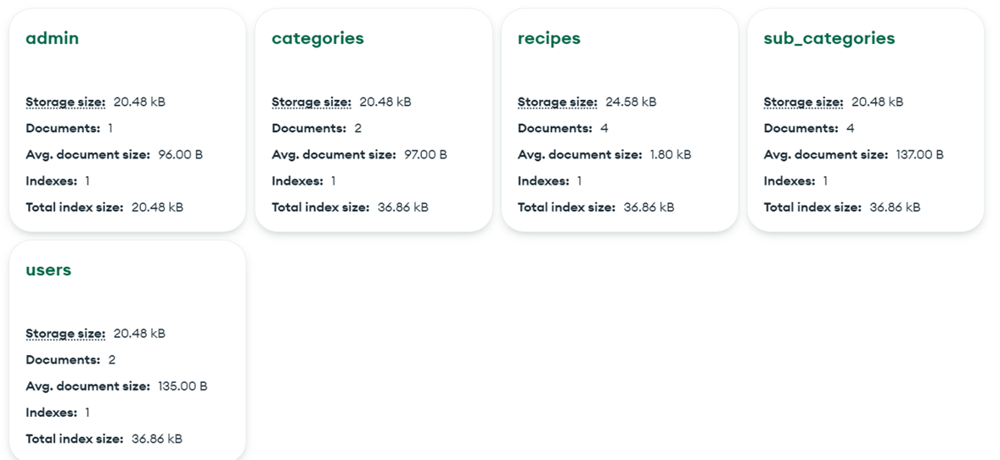 admin
Storage size: 20.48 kB
Documents: 1
Avg. document size: 96.00 B
Indexes: 1
Total index size: 20.48 kB
categories
Storage size: 20.48 kB
Documents: 2
Avg. document size: 97.00 B
Indexes: 1
Total index size: 36.86 kB
recipes
Storage size: 24.58 kB
Documents: 4
Avg. document size: 1.80 kB
Indexes: 1
Total index size: 36.86 kB
sub_categories
Storage size: 20.48 kB
Documents: 4
Avg. document size: 137.00 B
Indexes: 1
Total index size: 36.86 kB
users
Storage size: 20.48 kB
Documents: 2
Avg. document size: 135.00 B
Indexes: 1
Total index size: 36.86 kB